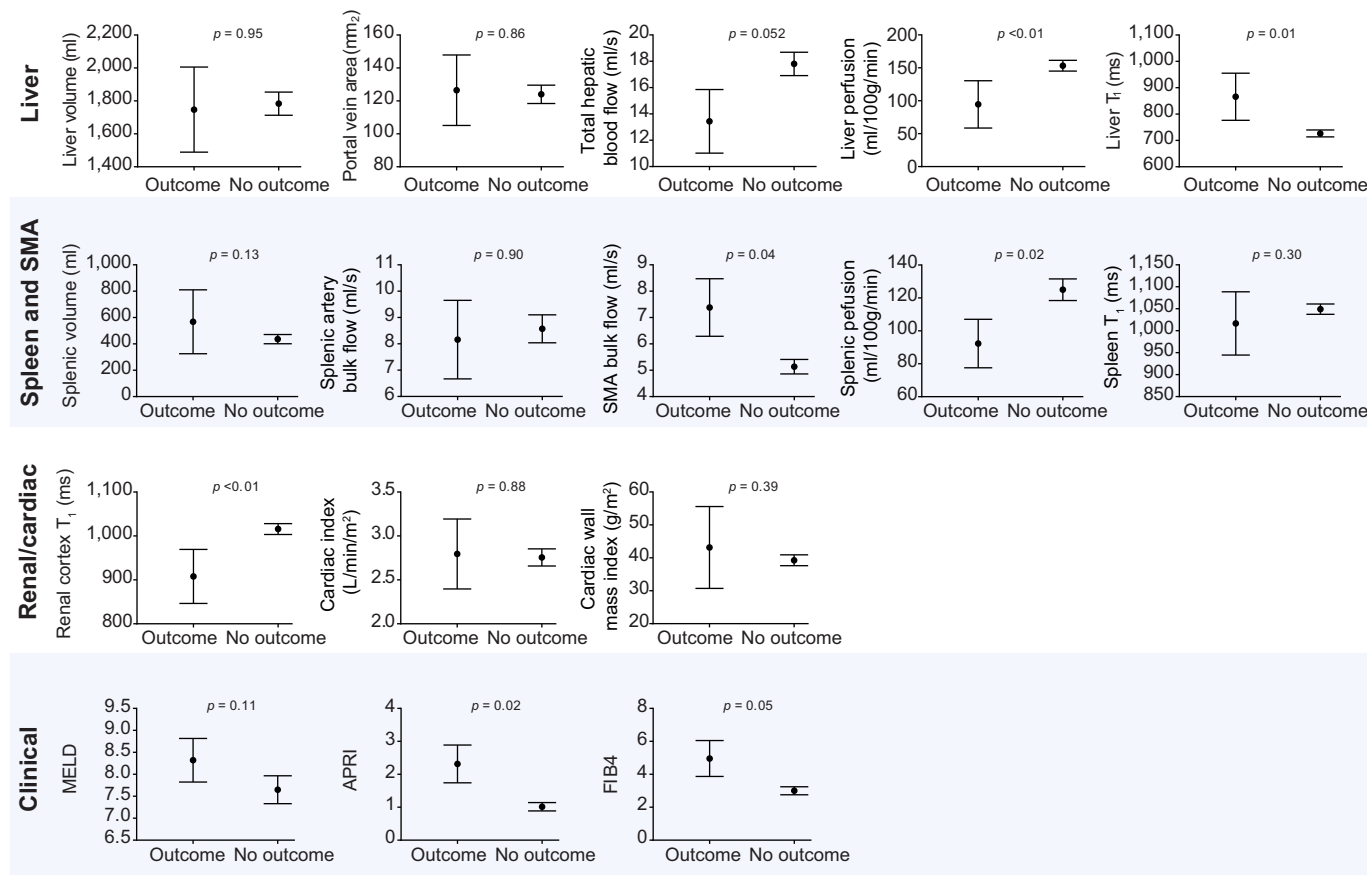 Liver
Liver volume (ml)
2,200
2,000
1,800
1,600
1,400
p = 0.95
Outcome No outcome
Portal vein area (mm2)
160
140
120
100
80
p = 0.86
Outcome No outcome
Total hepatic
blood flow (ml/s)
20
18
16
14
12
10
p = 0.052
Outcome No outcome
Liver perfusion
(ml/100g/min)
200
150
100
50
0
p <0.01
Outcome No outcome
Liver T1 (ms)
1,100
1,000
900
800
700
600
p = 0.01
Outcome No outcome
Spleen and SMA
Splenic volume (ml)
1,000
800
600
400
200
0
p = 0.13
Outcome No outcome
Splenic artery
bulk flow (ml/s)
11
10
9
8
7
6
p = 0.90
Outcome No outcome
SMA bulk flow (ml/s)
9
8
7
6
5
4
p = 0.04
Outcome No outcome
Splenic pefusion
(ml/100g/min)
140
120
100
80
60
p = 0.02
Outcome No outcome
Spleen T1 (ms)
1,150
1,100
1,050
1,000
950
900
850
p = 0.30
Outcome No outcome
Renal/cardiac
Renal cortex T1 (ms)
1,100
1,000
900
800
p <0.01
Outcome No outcome
Cardiac index
(L/min/m²)
3.5
3.0
2.5
2.0
p = 0.88
Outcome No outcome
Cardiac wall
mass index (g/m²)
60
50
40
30
20
p = 0.39
Outcome No outcome
Clinical
MELD
9.5
9.0
8.5
8.0
7.5
7.0
6.5
p = 0.11
Outcome No outcome
APRI
4
3
2
1
0
p = 0.02
Outcome No outcome
FIB4
8
6
4
2
0
p = 0.05
Outcome No outcome